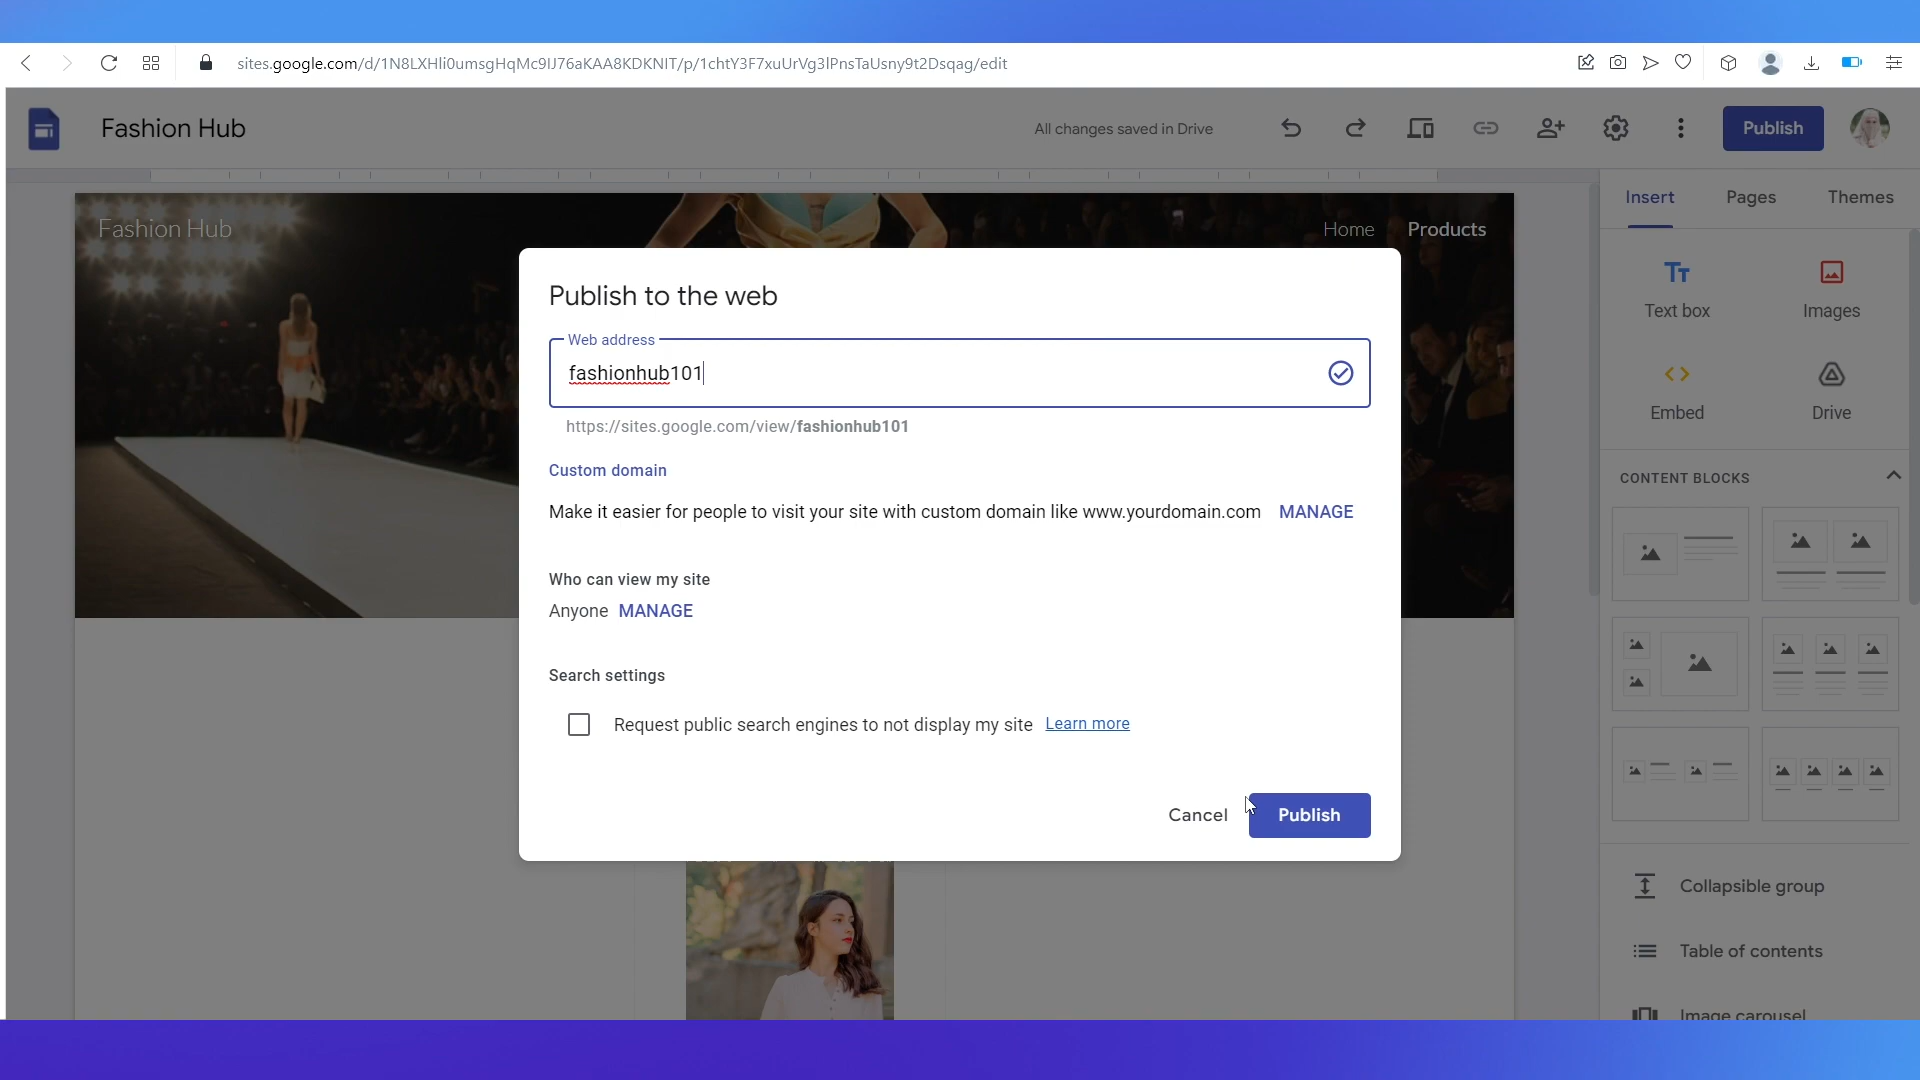 sites.google.com/d/1N8LXHli0umsgHqMc9IJ76aKAA8KDKNIT/p/1chtY3F7xuUrVg3lPnsTaUsny9t2Dsqag/edit
Fashion Hub
All changes saved in Drive
Publish
Insert
Pages
Themes
Fashion Hub
Home
Products
Publish to the web
Web address
fashionhub101
https://sites.google.com/view/fashionhub101
Custom domain
Make it easier for people to visit your site with custom domain like www.yourdomain.com MANAGE
Who can view my site
Anyone MANAGE
Search settings
Request public search engines to not display my site Learn more
Cancel
Publish
Tт
Text box
Images
Embed
Drive
CONTENT BLOCKS
Collapsible group
Table of contents
Image carousel